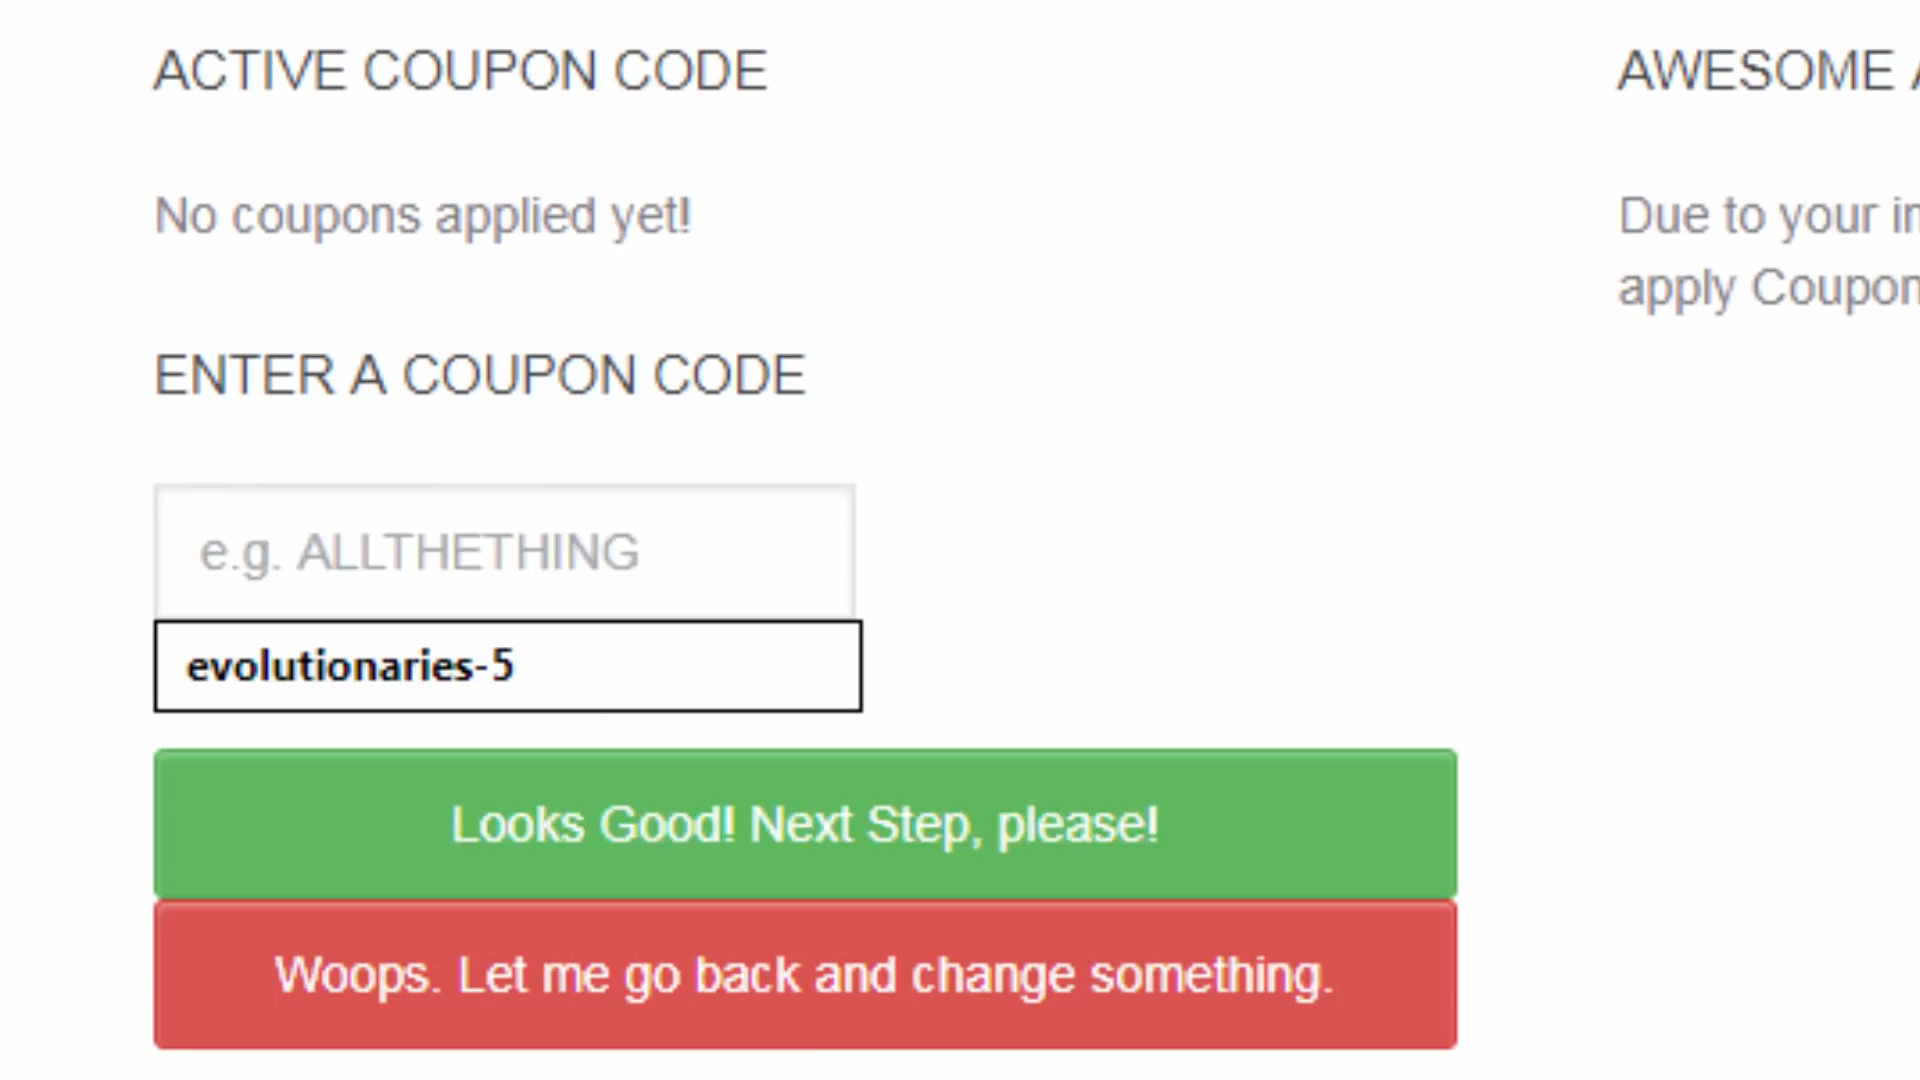 ACTIVE COUPON CODE
No coupons applied yet!
ENTER A COUPON CODE
e.g. ALLTHETHING
evolutionaries-5
Looks Good! Next Step, please!
Woops. Let me go back and change something.
AWESOME
Due to your
apply Coupon